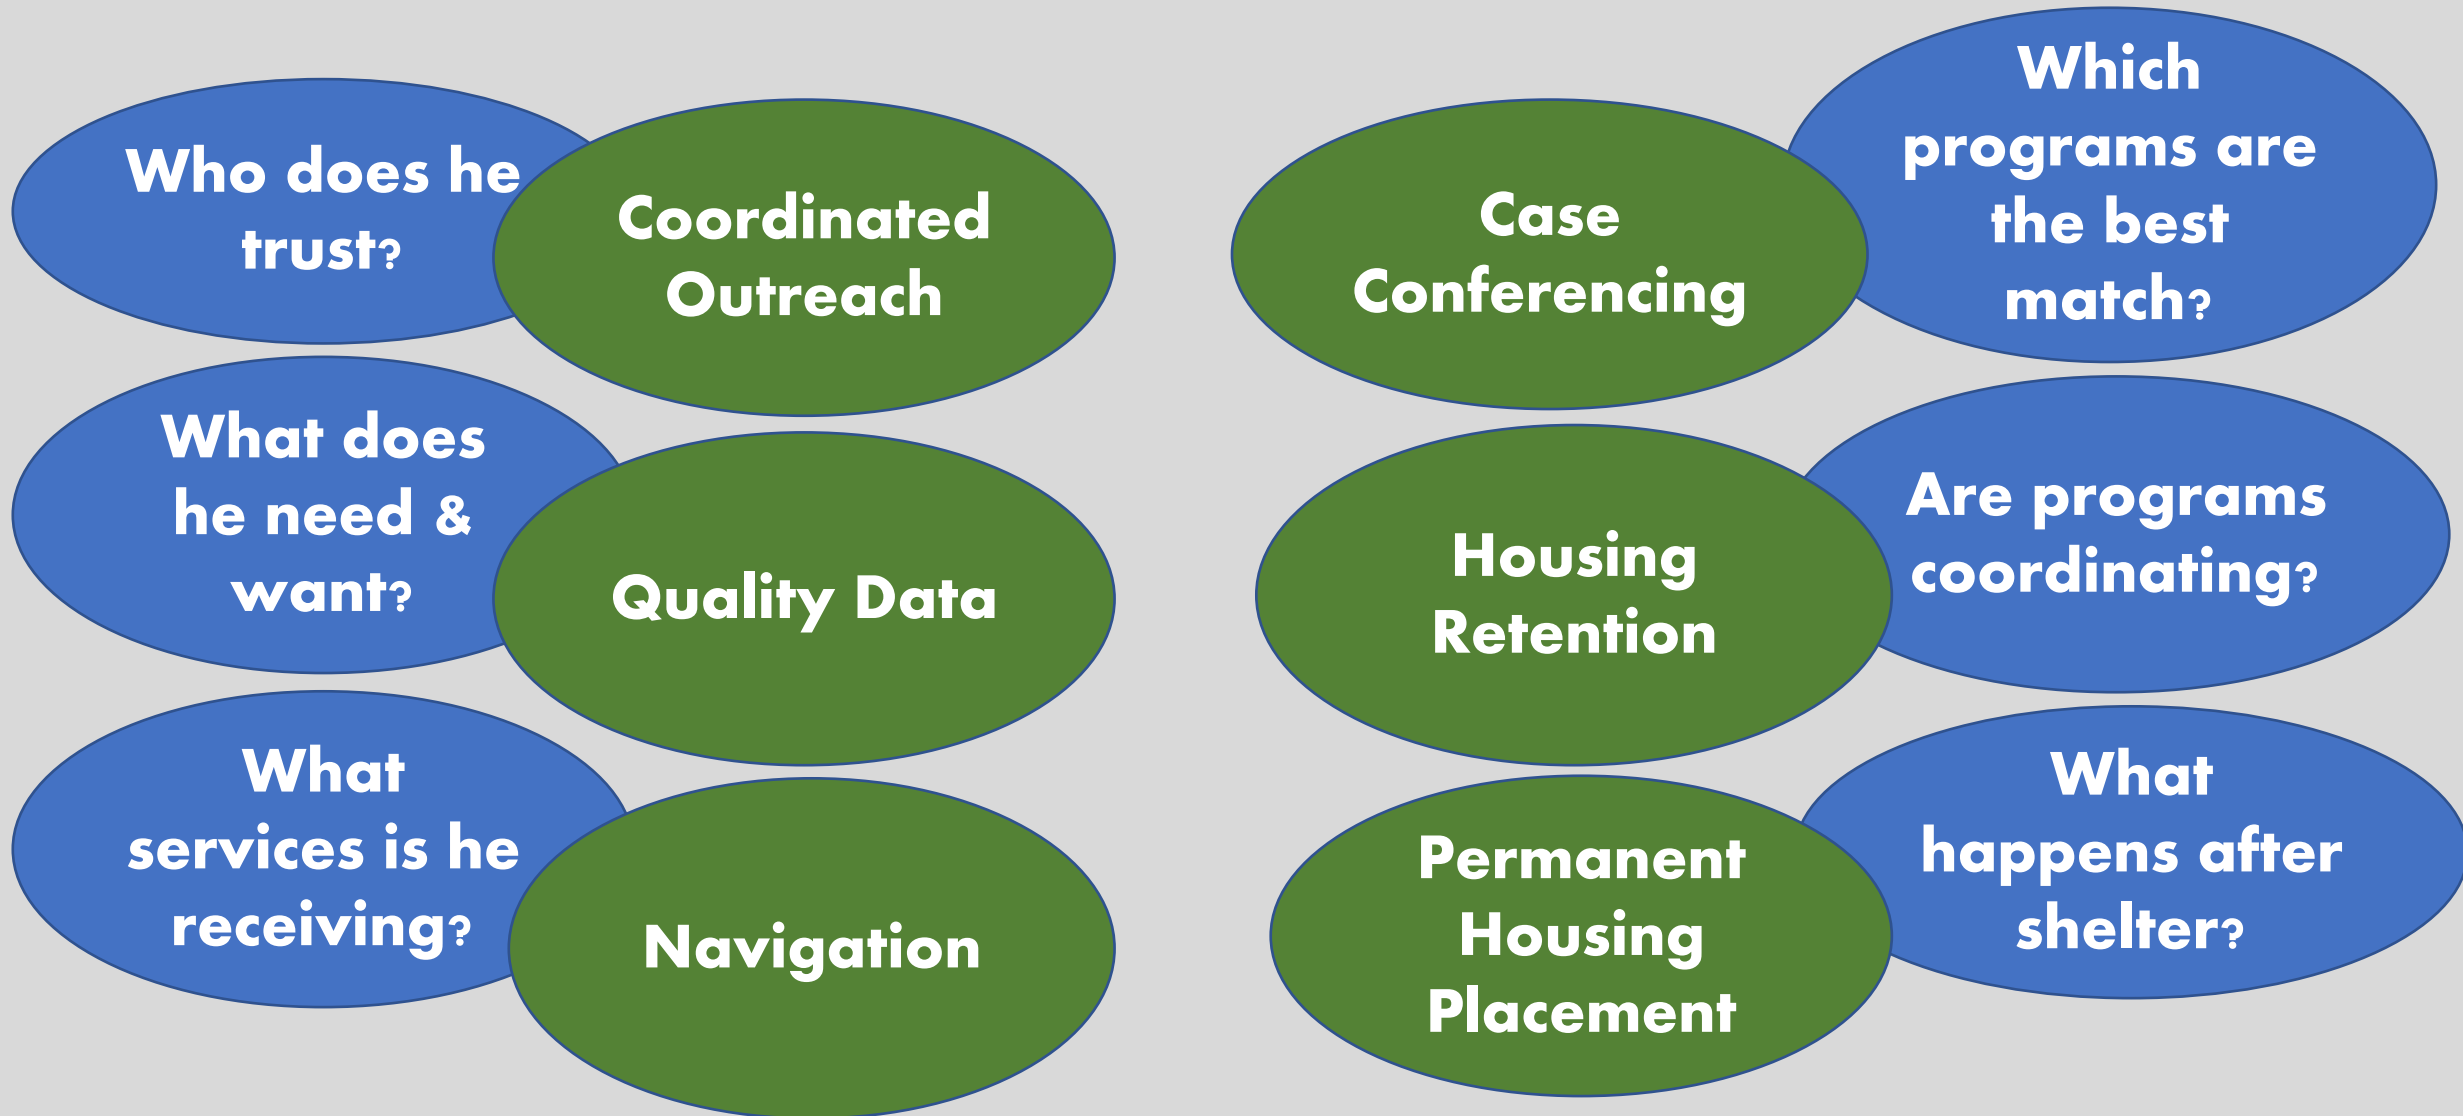 Who does he
trust?
Coordinated
Outreach
What does
he need &
want?
Quality Data
What
services is he
receiving?
Navigation
Case
Conferencing
Which
programs are
the best
match?
Housing
Retention
Are programs
coordinating?
Permanent
Housing
Placement
What
happens after
shelter?